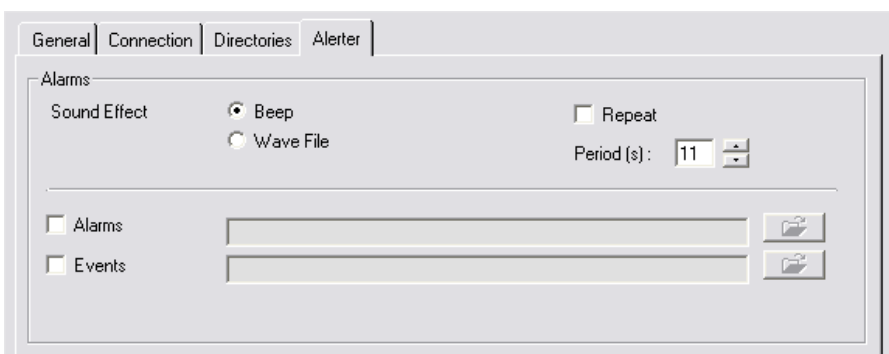 General Connection Directories Alerter
Alarms
Sound Effect Beep Repeat
Wave File
Period (s) : 11
Alarms
Events